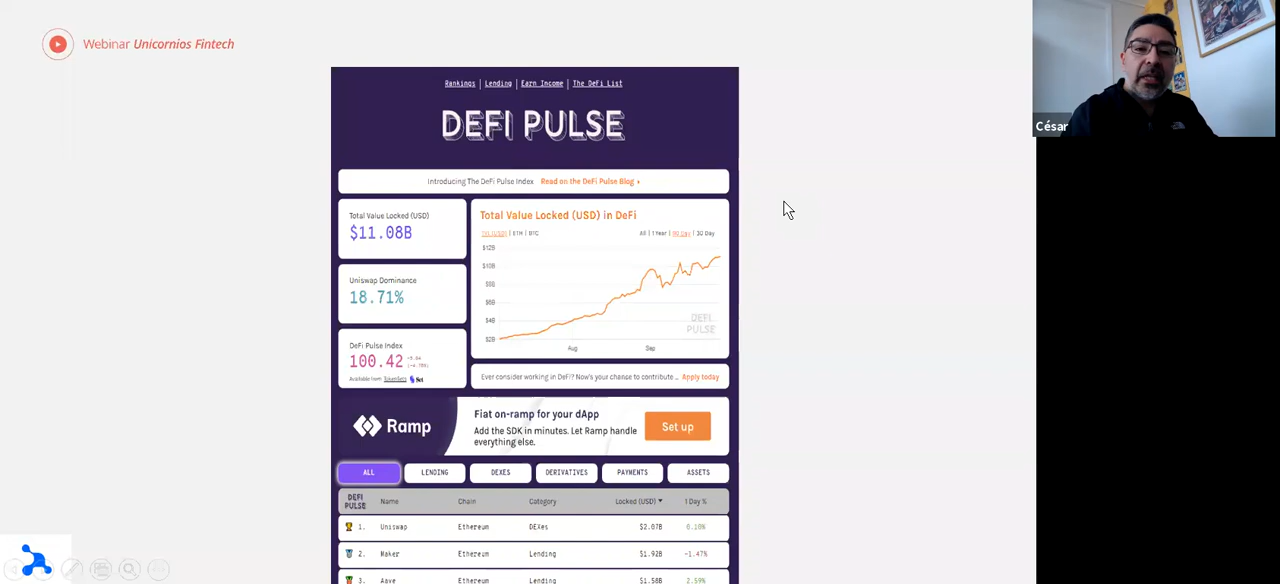 Webinar Unicornios Fintech
César
Rankings | Lending | Earn Income | The DeFi List
DEFI PULSE
Introducing The DeFi Pulse Index Read on the DeFi Pulse Blog
Total Value Locked (USD)
$11.08B
Uniswap Dominance
18.71%
DeFi Pulse Index
100.42
Available from: TokenSets Set
Total Value Locked (USD) in DeFi
TVL (USD) | ETH | BTC All | 1 Year | 90 Day | 30 Day
$12B
$10B
$8B
$6B
$4B
$2B
Aug Sep
DEFI
PULSE
Ever consider working in DeFi? Now's your chance to contribute ... Apply today
Ramp
Fiat on-ramp for your dApp
Add the SDK in minutes. Let Ramp handle
everything else.
Set up
ALL LENDING DEXES DERIVATIVES PAYMENTS ASSETS
DEFI
PULSE
Name Chain Category Locked (USD) 1 Day %
1. Uniswap Ethereum DEXes $2.07B 0.10%
2. Maker Ethereum Lending $1.92B -1.47%
3. Aave Ethereum Lending $1.58B 2.59%